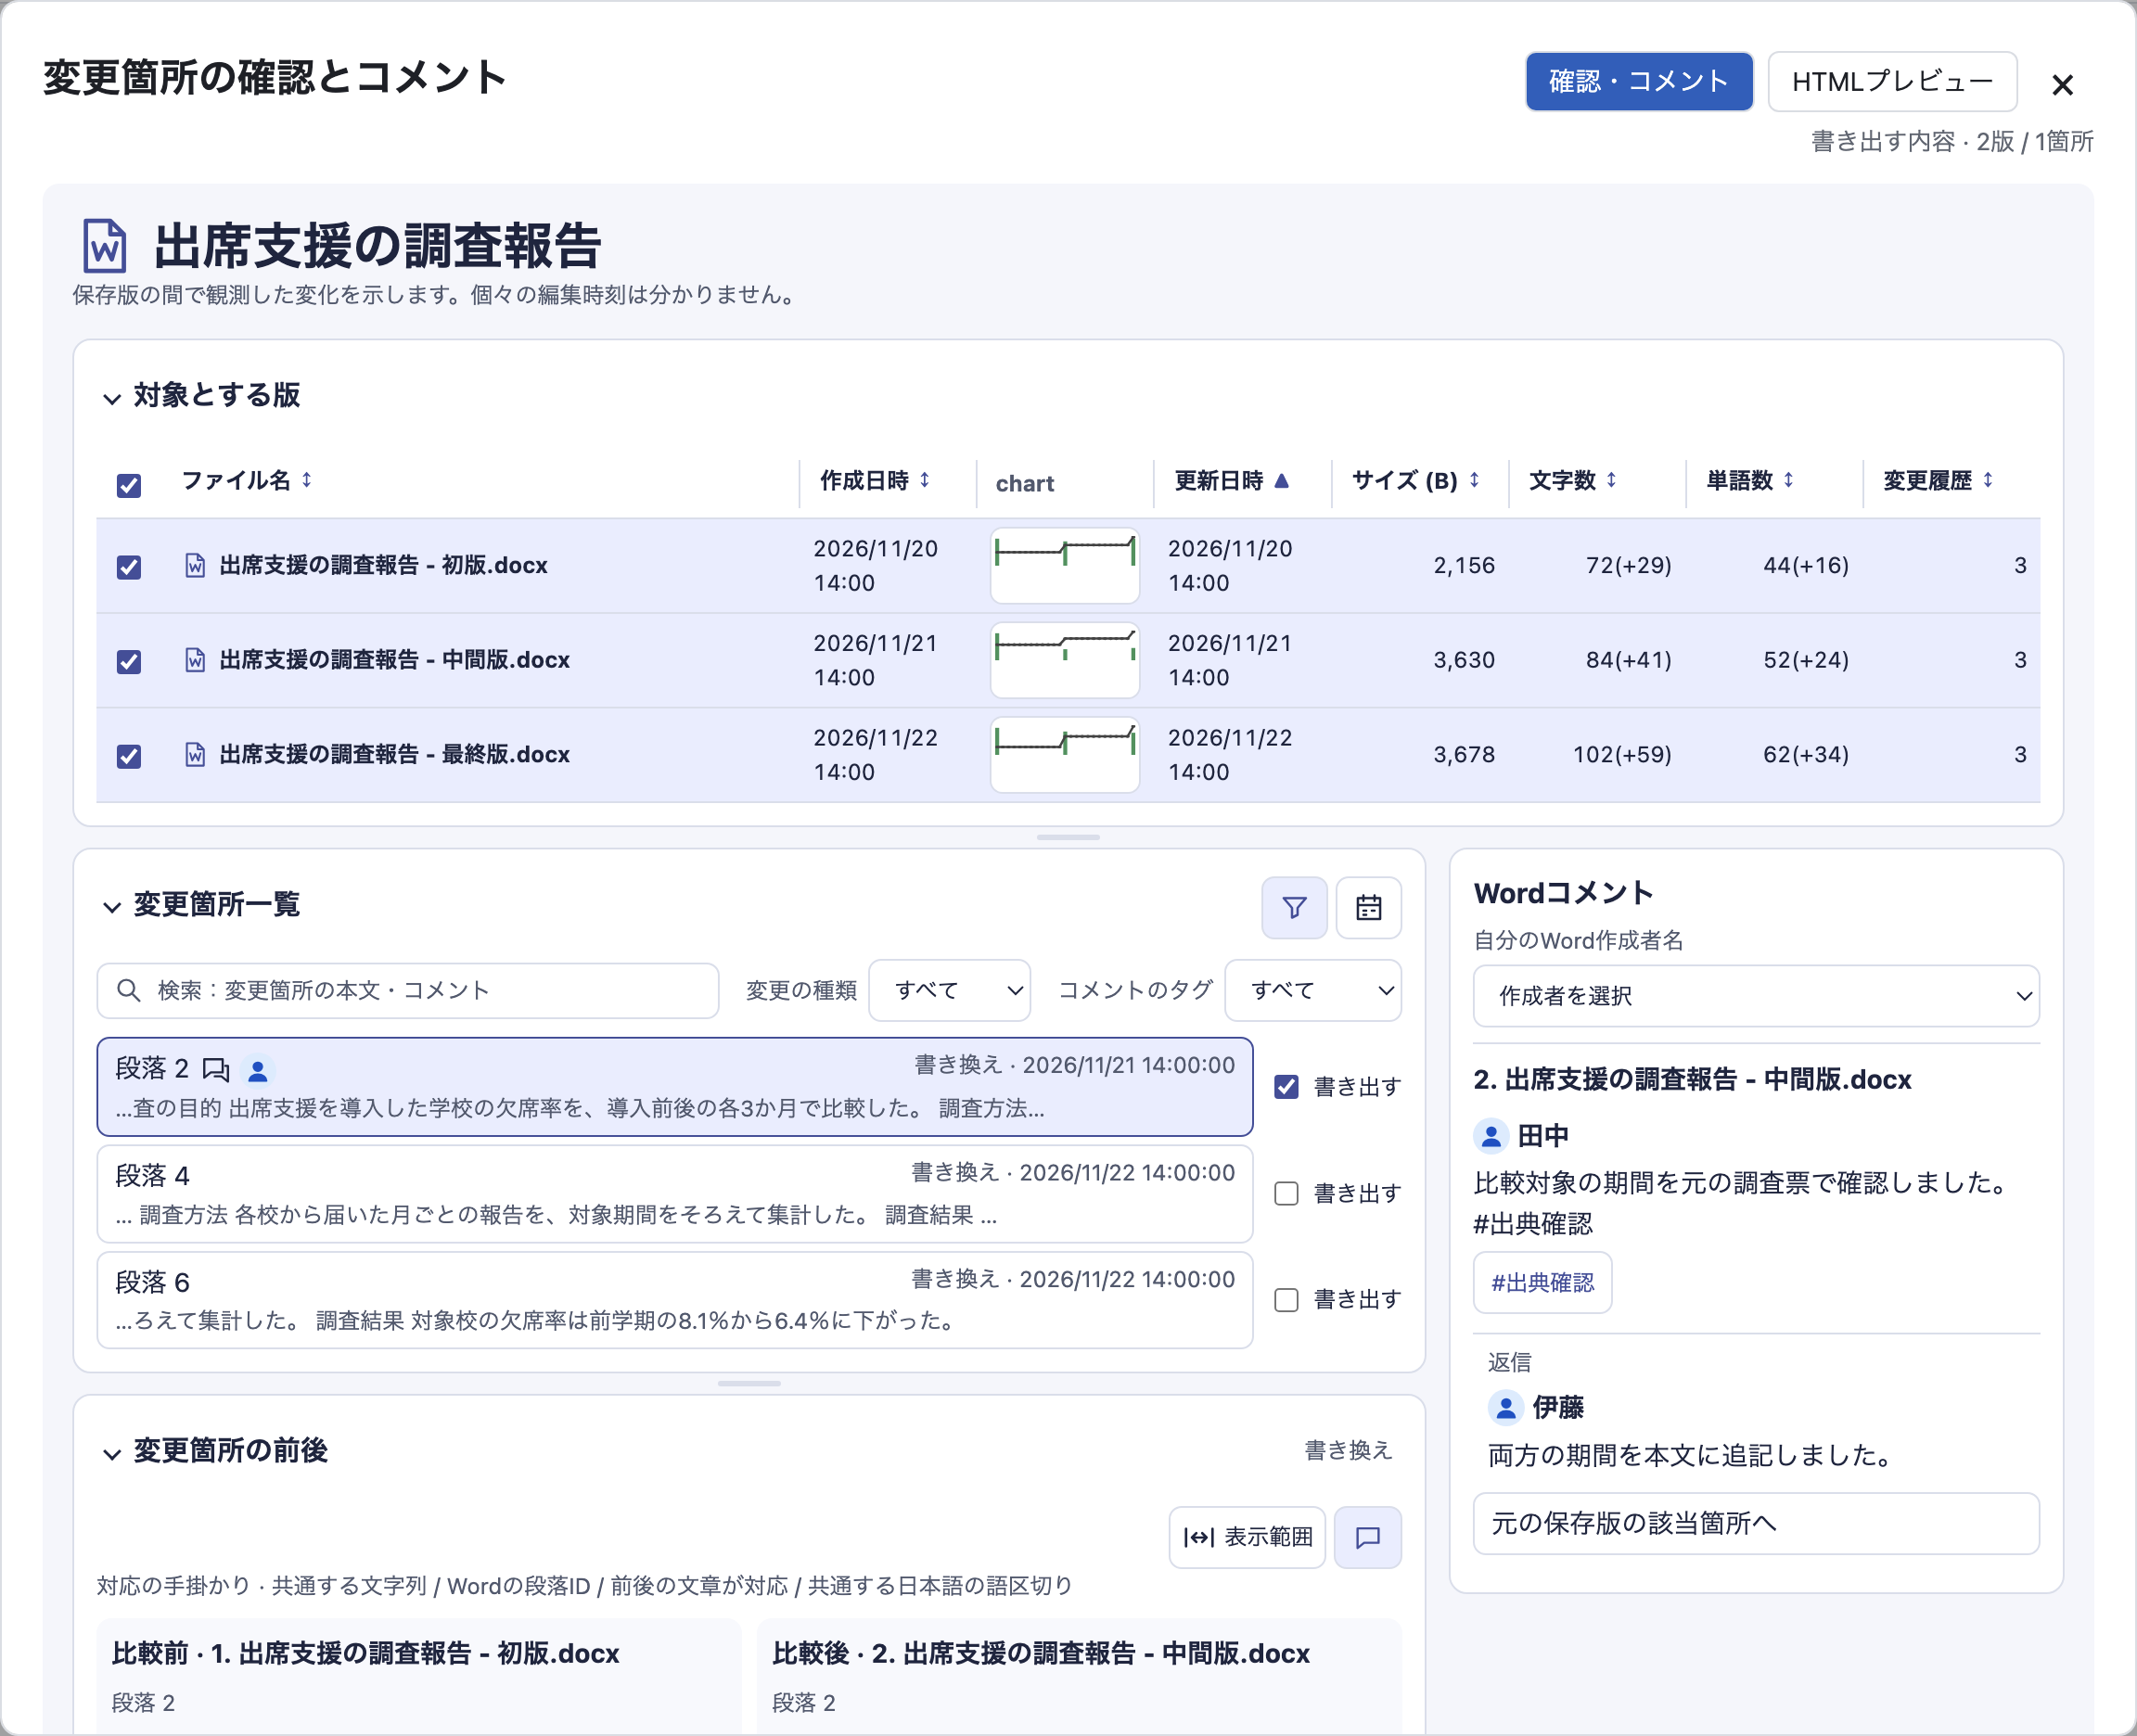 変更箇所の確認とコメント
確認・コメント
HTMLプレビュー
書き出す内容 · 2版 / 1箇所
出席支援の調査報告
保存版の間で観測した変化を示します。個々の編集時刻は分かりません。
対象とする版
ファイル名 作成日時 chart 更新日時 サイズ (B) 文字数 単語数 変更履歴
出席支援の調査報告 - 初版.docx 2026/11/20 14:00 2026/11/20 14:00 2,156 72(+29) 44(+16) 3
出席支援の調査報告 - 中間版.docx 2026/11/21 14:00 2026/11/21 14:00 3,630 84(+41) 52(+24) 3
出席支援の調査報告 - 最終版.docx 2026/11/22 14:00 2026/11/22 14:00 3,678 102(+59) 62(+34) 3
変更箇所一覧
検索：変更箇所の本文・コメント 変更の種類 すべて コメントのタグ すべて
段落 2 書き換え · 2026/11/21 14:00:00
...査の目的 出席支援を導入した学校の欠席率を、導入前後の各3か月で比較した。 調査方法...
書き出す
段落 4 書き換え · 2026/11/22 14:00:00
... 調査方法 各校から届いた月ごとの報告を、対象期間をそろえて集計した。 調査結果 ...
書き出す
段落 6 書き換え · 2026/11/22 14:00:00
...ろえて集計した。 調査結果 対象校の欠席率は前学期の8.1%から6.4%に下がった。
書き出す
変更箇所の前後
書き換え
表示範囲
対応の手掛かり · 共通する文字列 / Wordの段落ID / 前後の文章が対応 / 共通する日本語の語区切り
比較前 · 1. 出席支援の調査報告 - 初版.docx
段落 2
比較後 · 2. 出席支援の調査報告 - 中間版.docx
段落 2
Wordコメント
自分のWord作成者名
作成者を選択
2. 出席支援の調査報告 - 中間版.docx
田中
比較対象の期間を元の調査票で確認しました。
#出典確認
#出典確認
返信
伊藤
両方の期間を本文に追記しました。
元の保存版の該当箇所へ